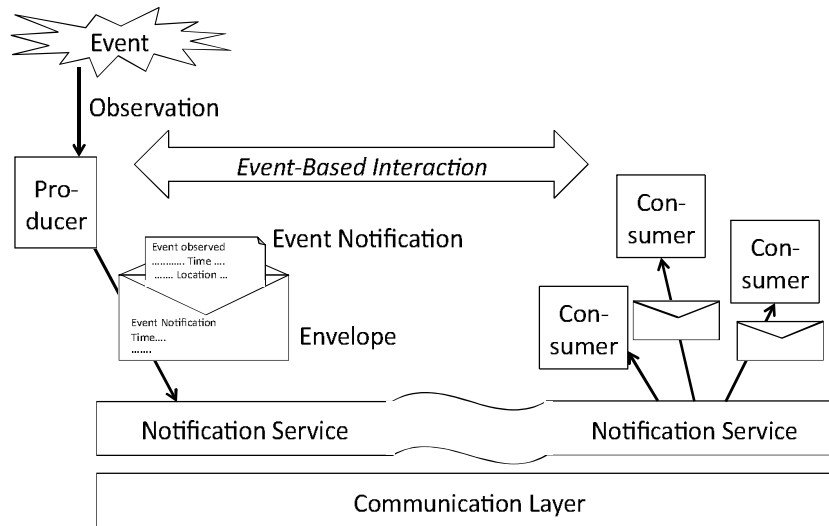 Event
Observation
Event-Based Interaction
Pro-
ducer
Event Notification
Event observed
............ Time ....
....... Location ...
Event Notification
Time....
.......
Envelope
Con-
sumer
Con-
sumer
Con-
sumer
Notification Service
Notification Service
Communication Layer